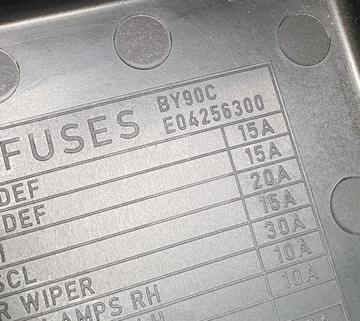 BY90C
FUSES E04256300
15A
DEF 15A
DEF 20A
15A
SCL 30A
R WIPER 10A
AMPS RH 10A